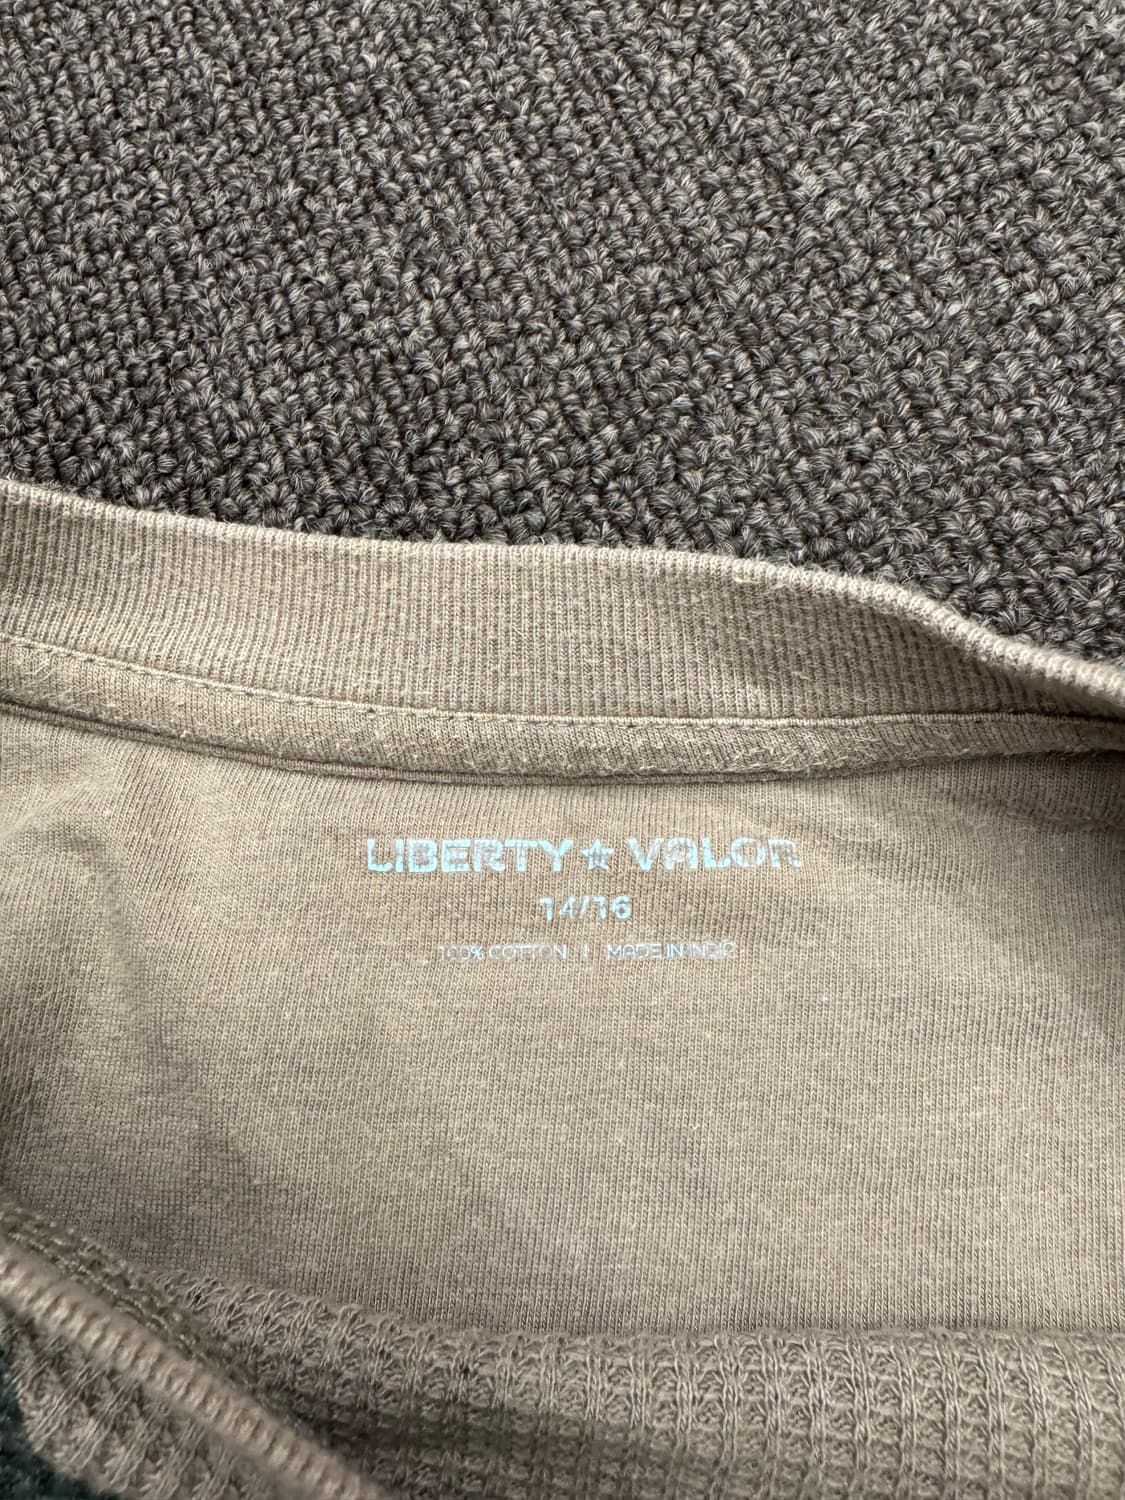 LIBERTY ★ VALOR
14/16
100% COTTON | MADE IN INDIA